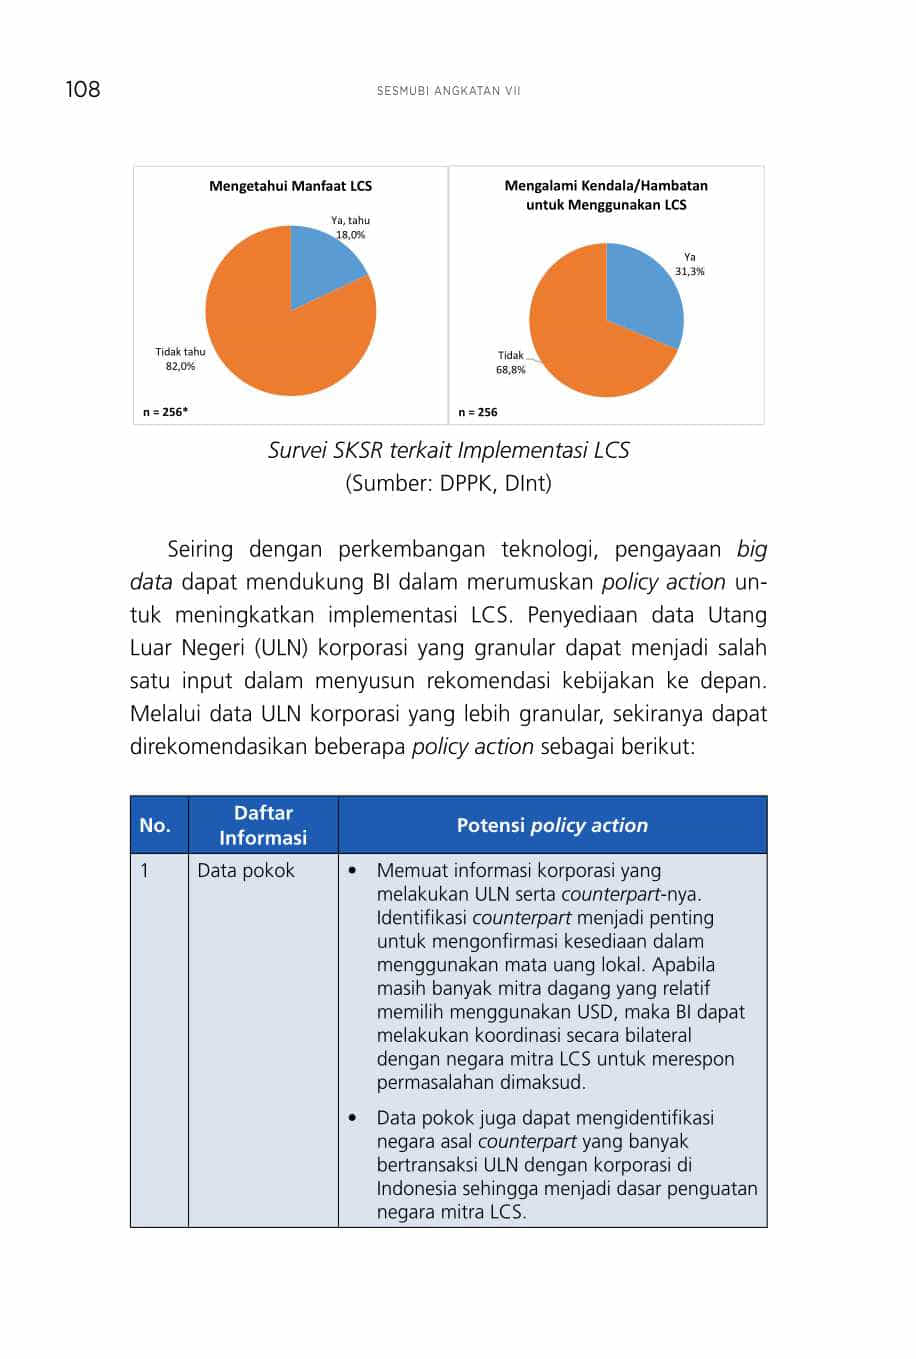 108
SESMUBI ANGKATAN VII
Mengetahui Manfaat LCS
Ya, tahu
18,0%
Tidak tahu
82,0%
n = 256*
Mengalami Kendala/Hambatan
untuk Menggunakan LCS
Ya
31,3%
Tidak
68,8%
n = 256
Survei SKSR terkait Implementasi LCS
(Sumber: DPPK, DInt)
Seiring dengan perkembangan teknologi, pengayaan big
data dapat mendukung BI dalam merumuskan policy action un-
tuk meningkatkan implementasi LCS. Penyediaan data Utang
Luar Negeri (ULN) korporasi yang granular dapat menjadi salah
satu input dalam menyusun rekomendasi kebijakan ke depan.
Melalui data ULN korporasi yang lebih granular, sekiranya dapat
direkomendasikan beberapa policy action sebagai berikut:
No.
Daftar
Informasi
Potensi policy action
1
Data pokok
• Memuat informasi korporasi yang
melakukan ULN serta counterpart-nya.
Identifikasi counterpart menjadi penting
untuk mengonfirmasi kesediaan dalam
menggunakan mata uang lokal. Apabila
masih banyak mitra dagang yang relatif
memilih menggunakan USD, maka BI dapat
melakukan koordinasi secara bilateral
dengan negara mitra LCS untuk merespon
permasalahan dimaksud.
• Data pokok juga dapat mengidentifikasi
negara asal counterpart yang banyak
bertransaksi ULN dengan korporasi di
Indonesia sehingga menjadi dasar penguatan
negara mitra LCS.